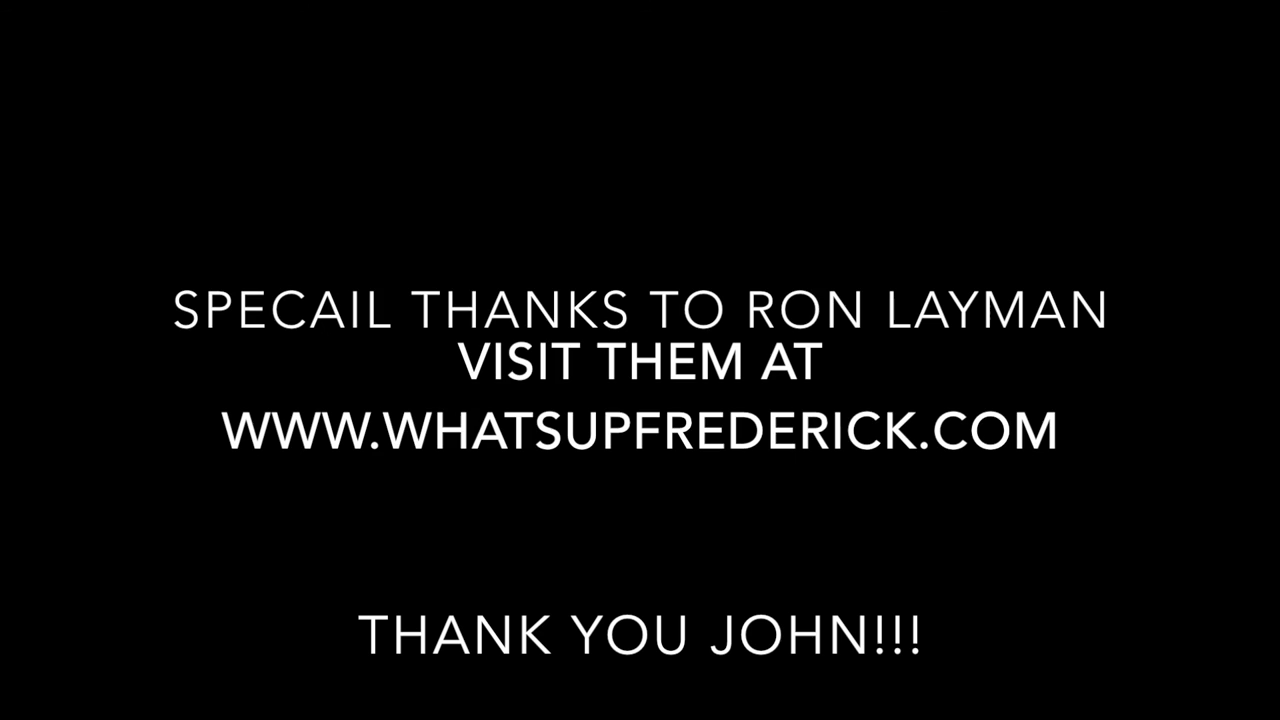 SPECAIL THANKS TO RON LAYMAN
VISIT THEM AT
WWW.WHATSUPFREDERICK.COM
THANK YOU JOHN!!!